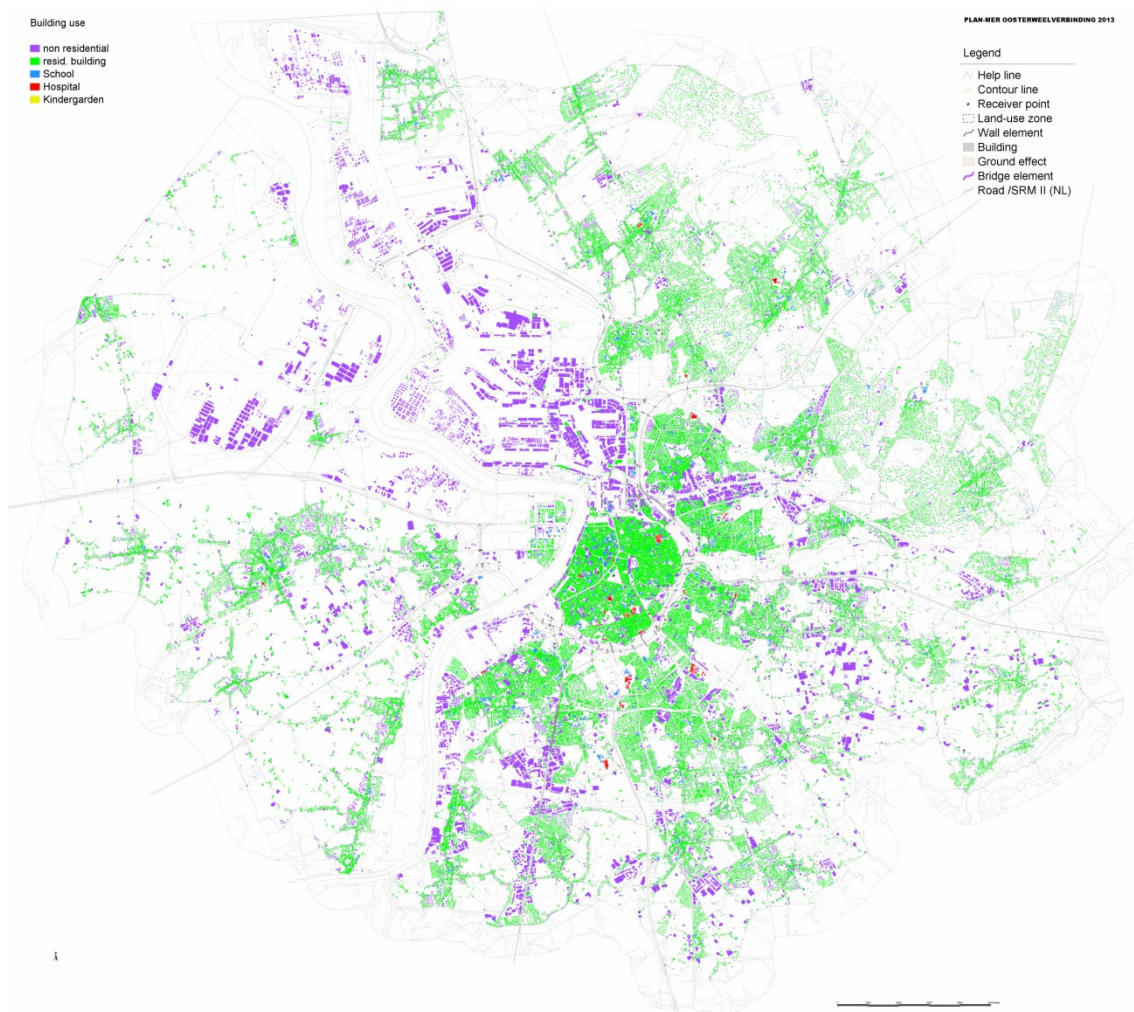 Building use
non residential
resid. building
School
Hospital
Kindergarden
PLAN-MER OOSTERWEELVERBINDING 2013
Legend
Help line
Contour line
Receiver point
Land-use zone
Wall element
Building
Ground effect
Bridge element
Road /SRM II (NL)